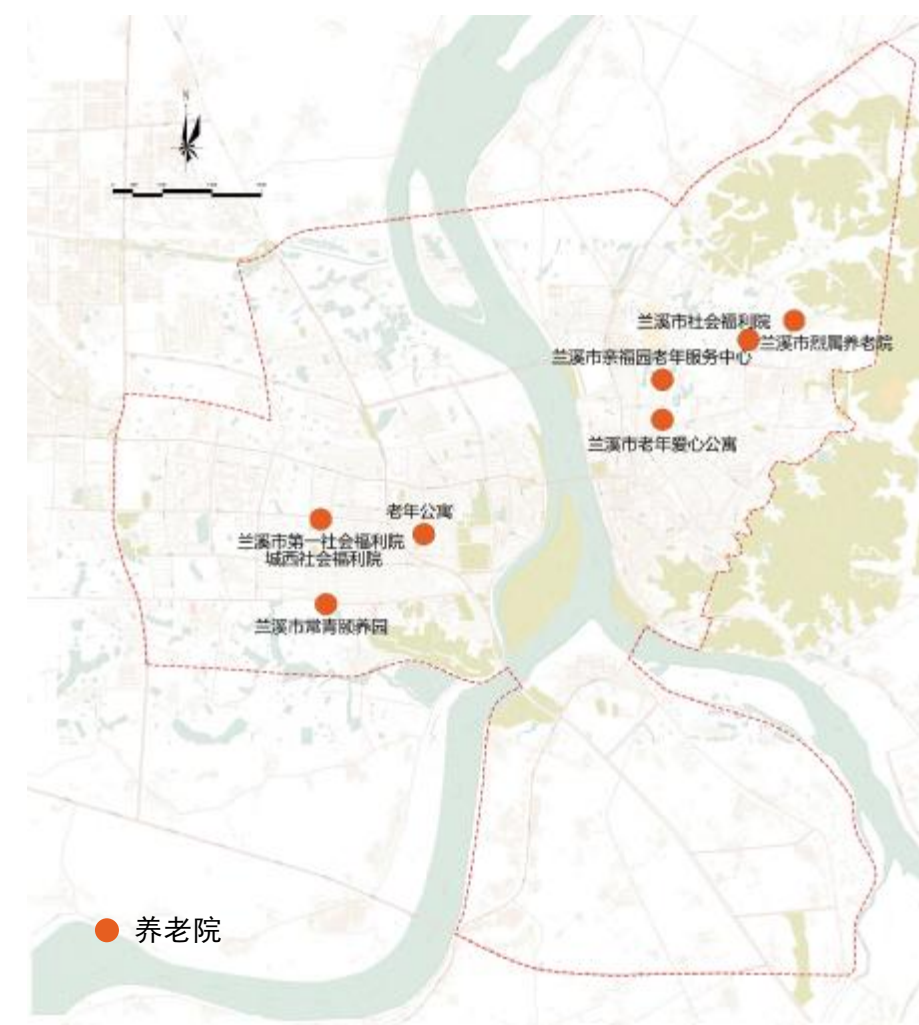 N
兰溪市社会福利院
兰溪市烈属养老院
兰溪市亲福园老年服务中心
兰溪市老年爱心公寓
老年公寓
兰溪市第一社会福利院
城西社会福利院
兰溪市常青颐养园
养老院